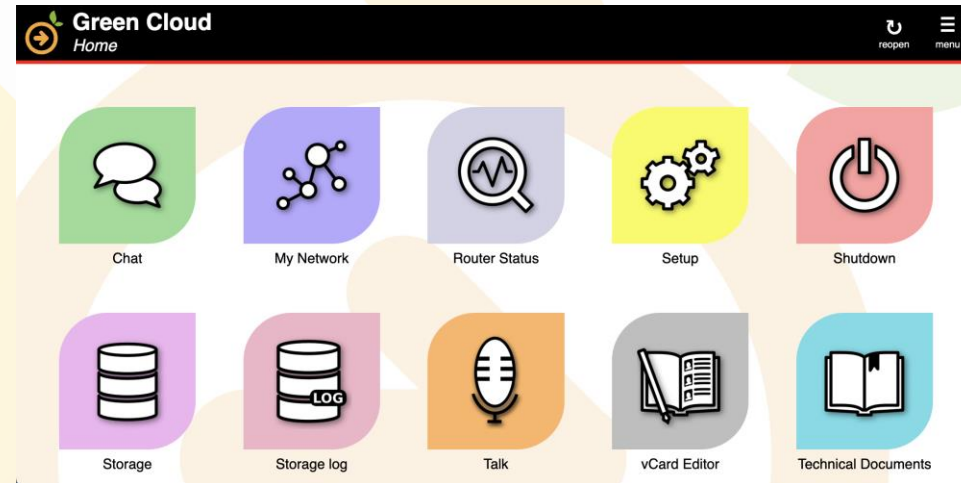 Green Cloud
Home
reopen
menu
Chat
My Network
Router Status
Setup
Shutdown
LOG
Storage
Storage log
Talk
vCard Editor
Technical Documents